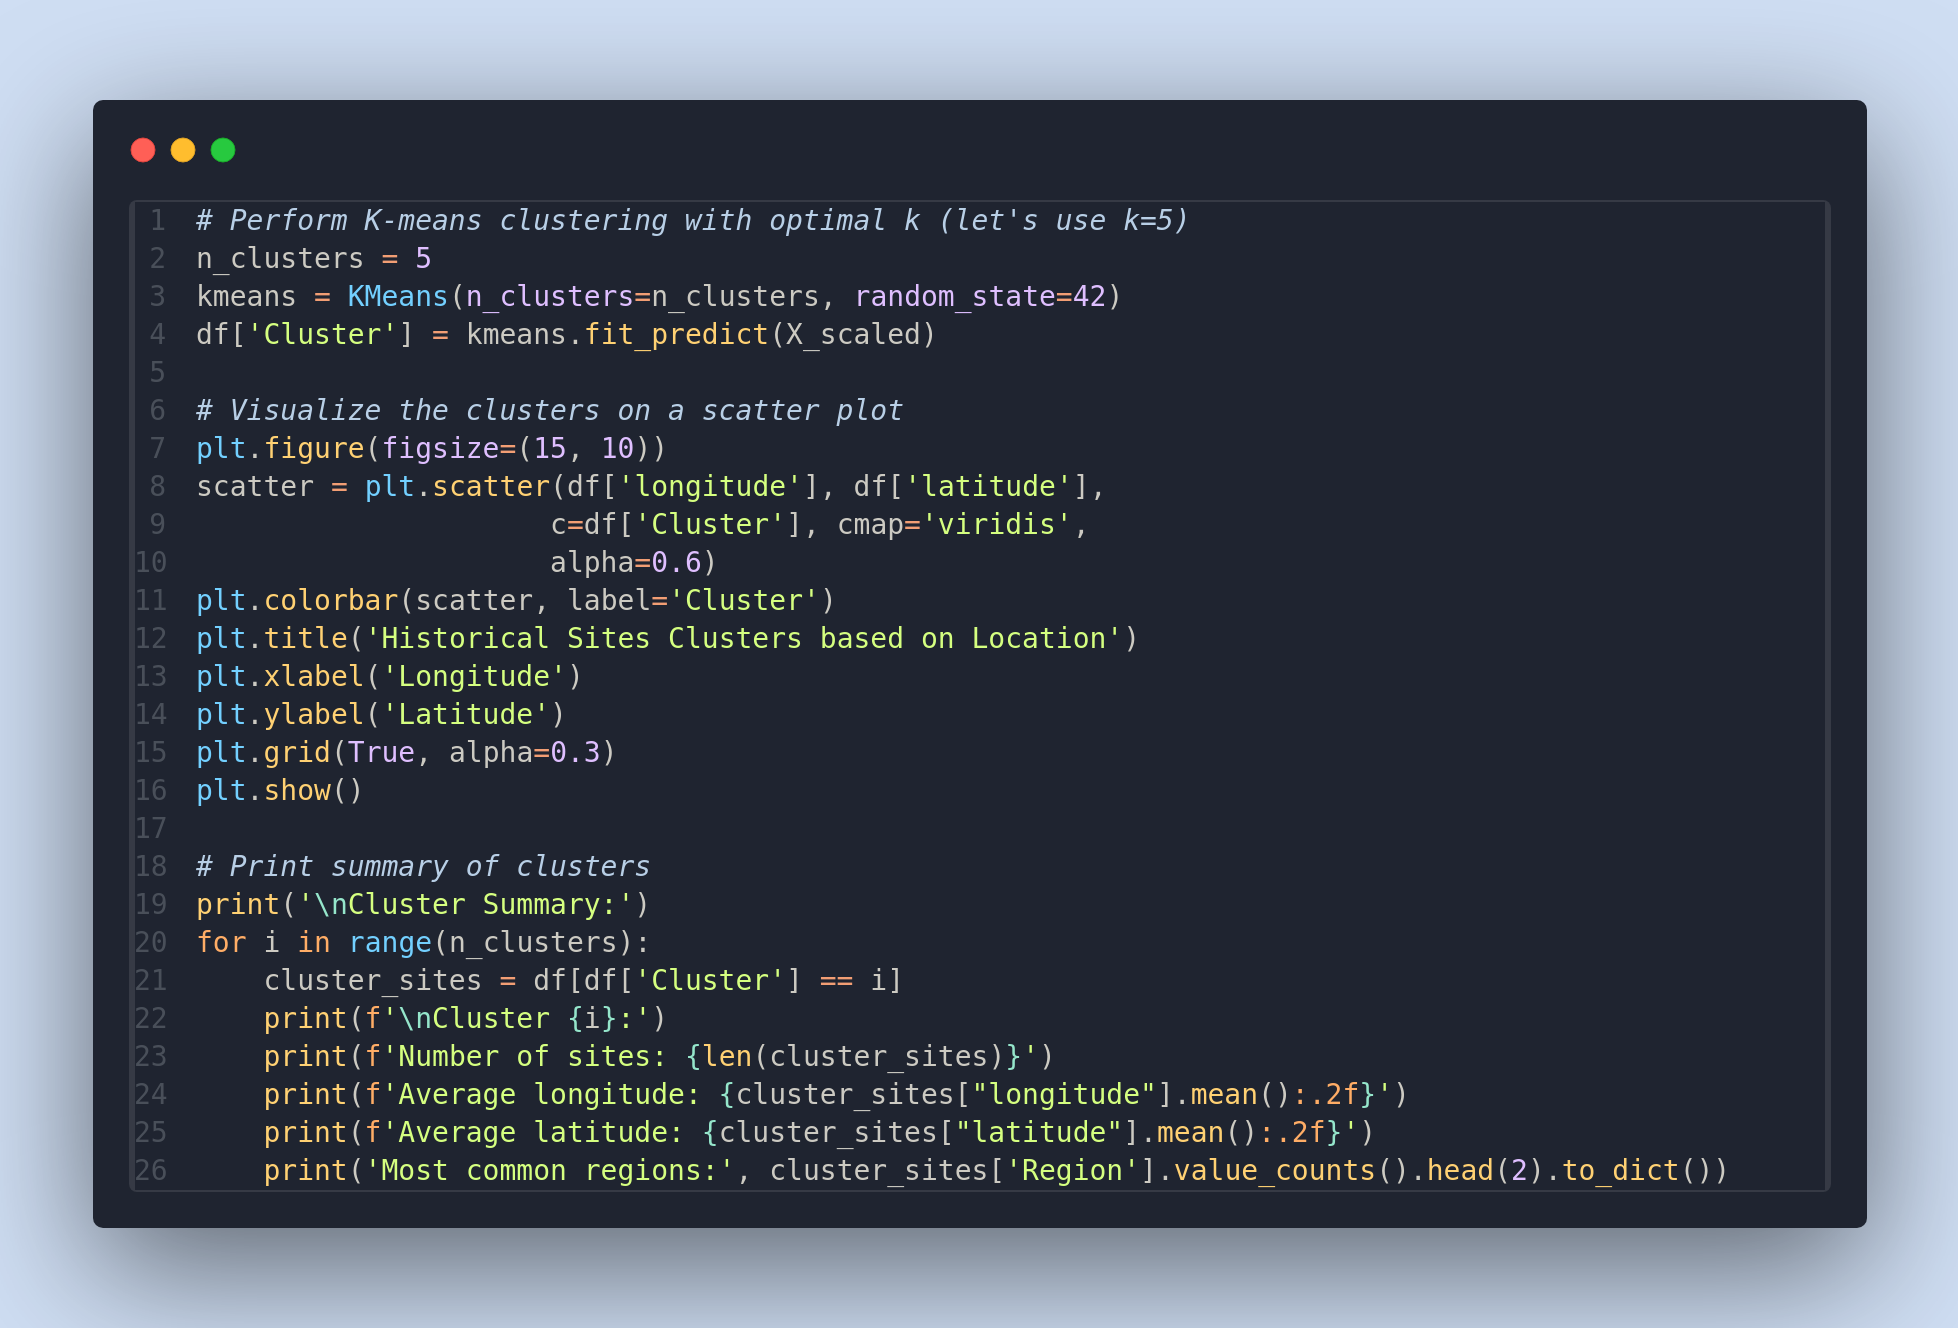 1 # Perform K-means clustering with optimal k (let's use k=5)
2 n_clusters = 5
3 kmeans = KMeans(n_clusters=n_clusters, random_state=42)
4 df['Cluster'] = kmeans.fit_predict(X_scaled)
5
6 # Visualize the clusters on a scatter plot
7 plt.figure(figsize=(15, 10))
8 scatter = plt.scatter(df['longitude'], df['latitude'],
9                      c=df['Cluster'], cmap='viridis',
10                      alpha=0.6)
11 plt.colorbar(scatter, label='Cluster')
12 plt.title('Historical Sites Clusters based on Location')
13 plt.xlabel('Longitude')
14 plt.ylabel('Latitude')
15 plt.grid(True, alpha=0.3)
16 plt.show()
17
18 # Print summary of clusters
19 print('\nCluster Summary:')
20 for i in range(n_clusters):
21     cluster_sites = df[df['Cluster'] == i]
22     print(f'\nCluster {i}:')
23     print(f'Number of sites: {len(cluster_sites)}')
24     print(f'Average longitude: {cluster_sites["longitude"].mean():.2f}')
25     print(f'Average latitude: {cluster_sites["latitude"].mean():.2f}')
26     print('Most common regions:', cluster_sites['Region'].value_counts().head(2).to_dict())